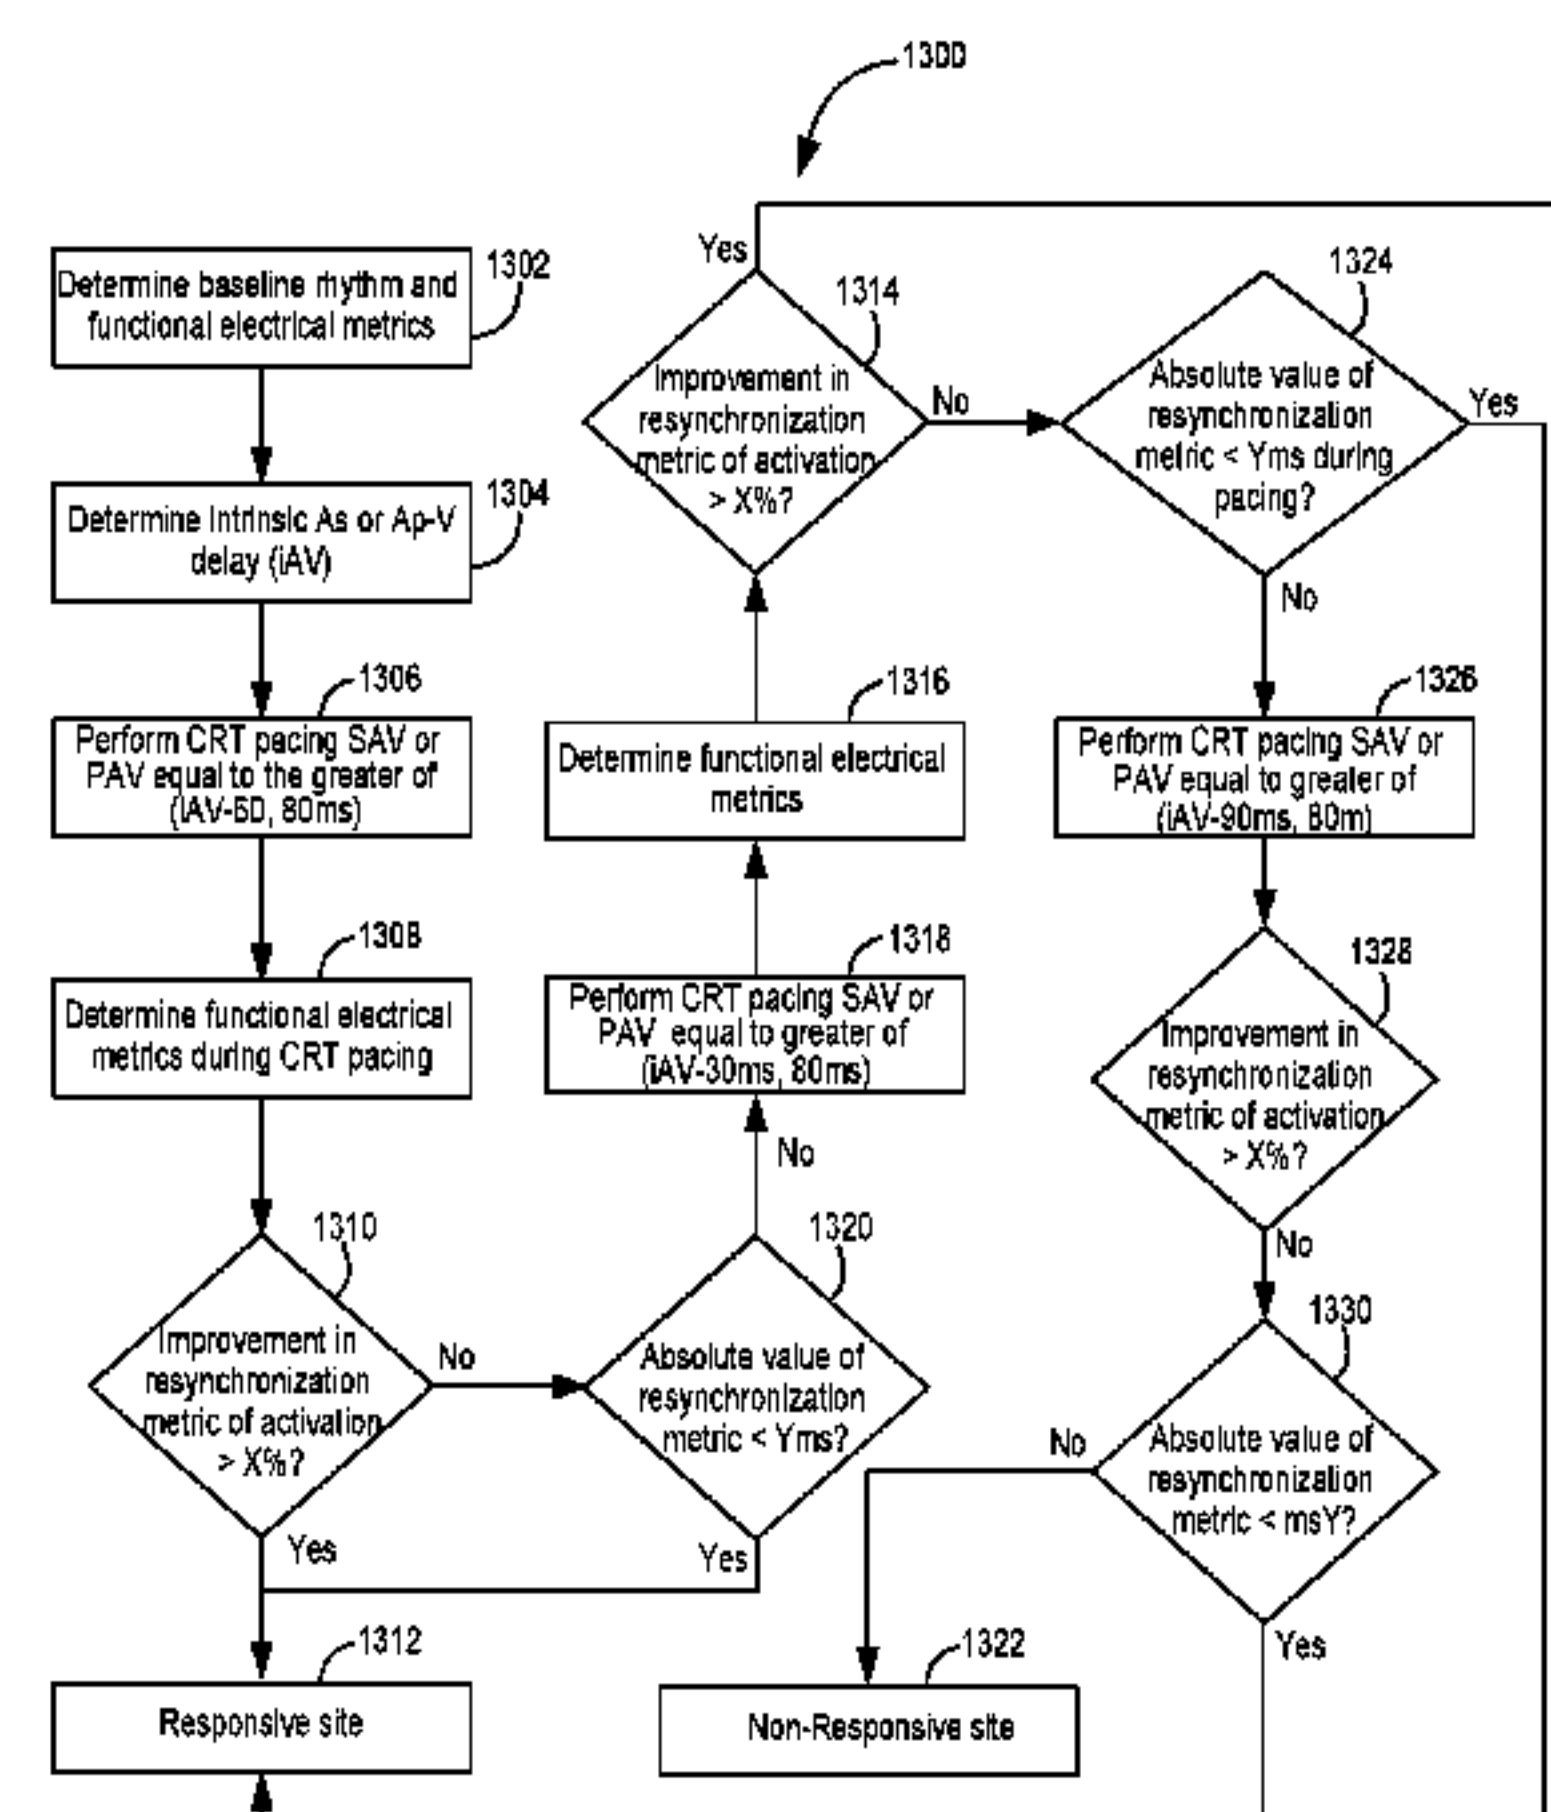 1300
1302
Determine baseline rhythm and
functional electrical metrics
1304
Determine Intrinsic As or Ap-V
delay (iAV)
1306
Perform CRT pacing SAV or
PAV equal to the greater of
(iAV-60, 80ms)
1308
Determine functional electrical
metrics during CRT pacing
1310
Improvement in
resynchronization
metric of activation
> X%?
No
Yes
1312
Responsive site
1320
Absolute value of
resynchronization
metric < Yms?
Yes
No
1318
Perform CRT pacing SAV or
PAV equal to greater of
(iAV-30ms, 80ms)
1316
Determine functional electrical
metrics
1314
Improvement in
resynchronization
metric of activation
> X%?
Yes
No
1324
Absolute value of
resynchronization
metric < Yms during
pacing?
Yes
No
1326
Perform CRT pacing SAV or
PAV equal to greater of
(iAV-90ms, 80m)
1328
Improvement in
resynchronization
metric of activation
> X%?
No
1330
Absolute value of
resynchronization
metric < msY?
No
Yes
1322
Non-Responsive site